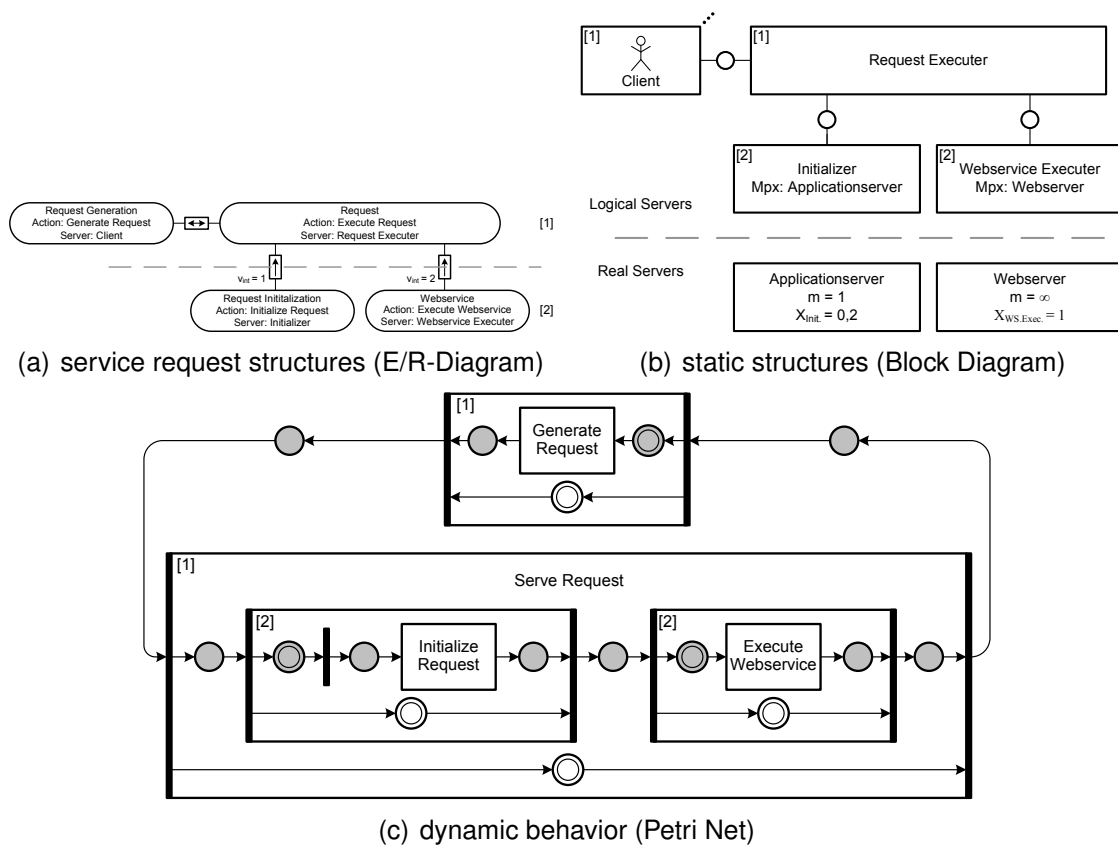 Request Generation
Action: Generate Request
Server: Client
Request
Action: Execute Request
Server: Request Executer
[1]
v_int = 1
v_int = 2
Request Inititalization
Action: Initialize Request
Server: Initializer
Webservice
Action: Execute Webservice
Server: Webservice Executer
[2]
(a) service request structures (E/R-Diagram)
[1]
Client
[1]
Request Executer
[2]
Initializer
Mpx: Applicationserver
[2]
Webservice Executer
Mpx: Webserver
Logical Servers
Real Servers
Applicationserver
m = 1
X_Init. = 0,2
Webserver
m = ∞
X_WS.Exec. = 1
(b) static structures (Block Diagram)
[1]
Generate
Request
[1]
Serve Request
[2]
Initialize
Request
[2]
Execute
Webservice
(c) dynamic behavior (Petri Net)